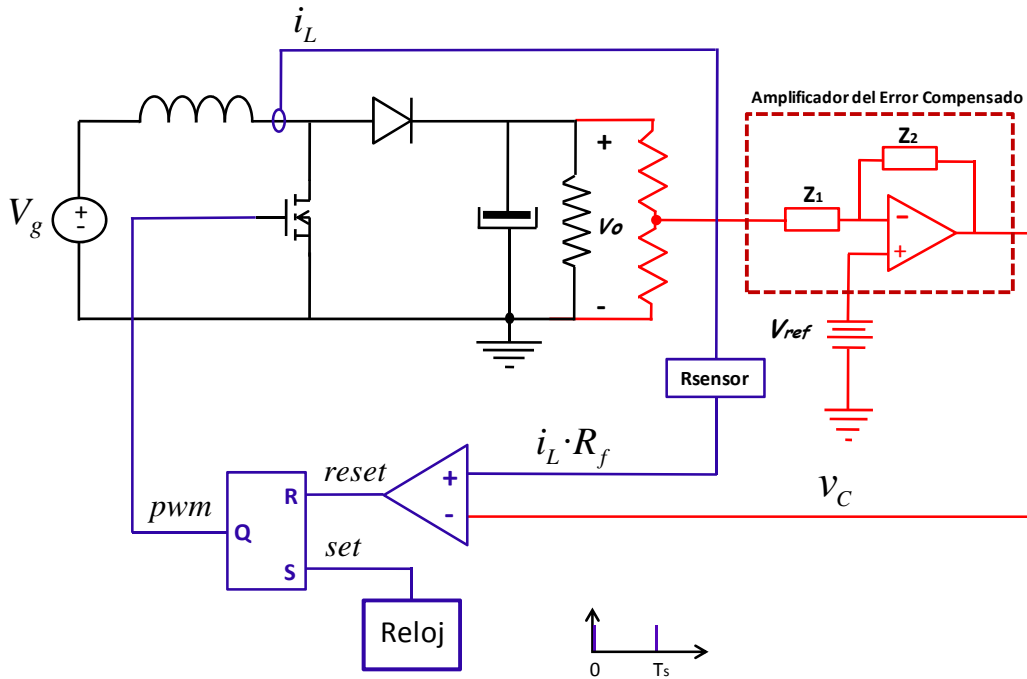 i_L
Amplificador del Error Compensado
Z2
Z1
+
-
V_g
+
-
Vo
-
+
Vref
Rsensor
i_L · R_f
reset
+
-
v_C
pwm
R
Q
set
S
Reloj
0
Ts